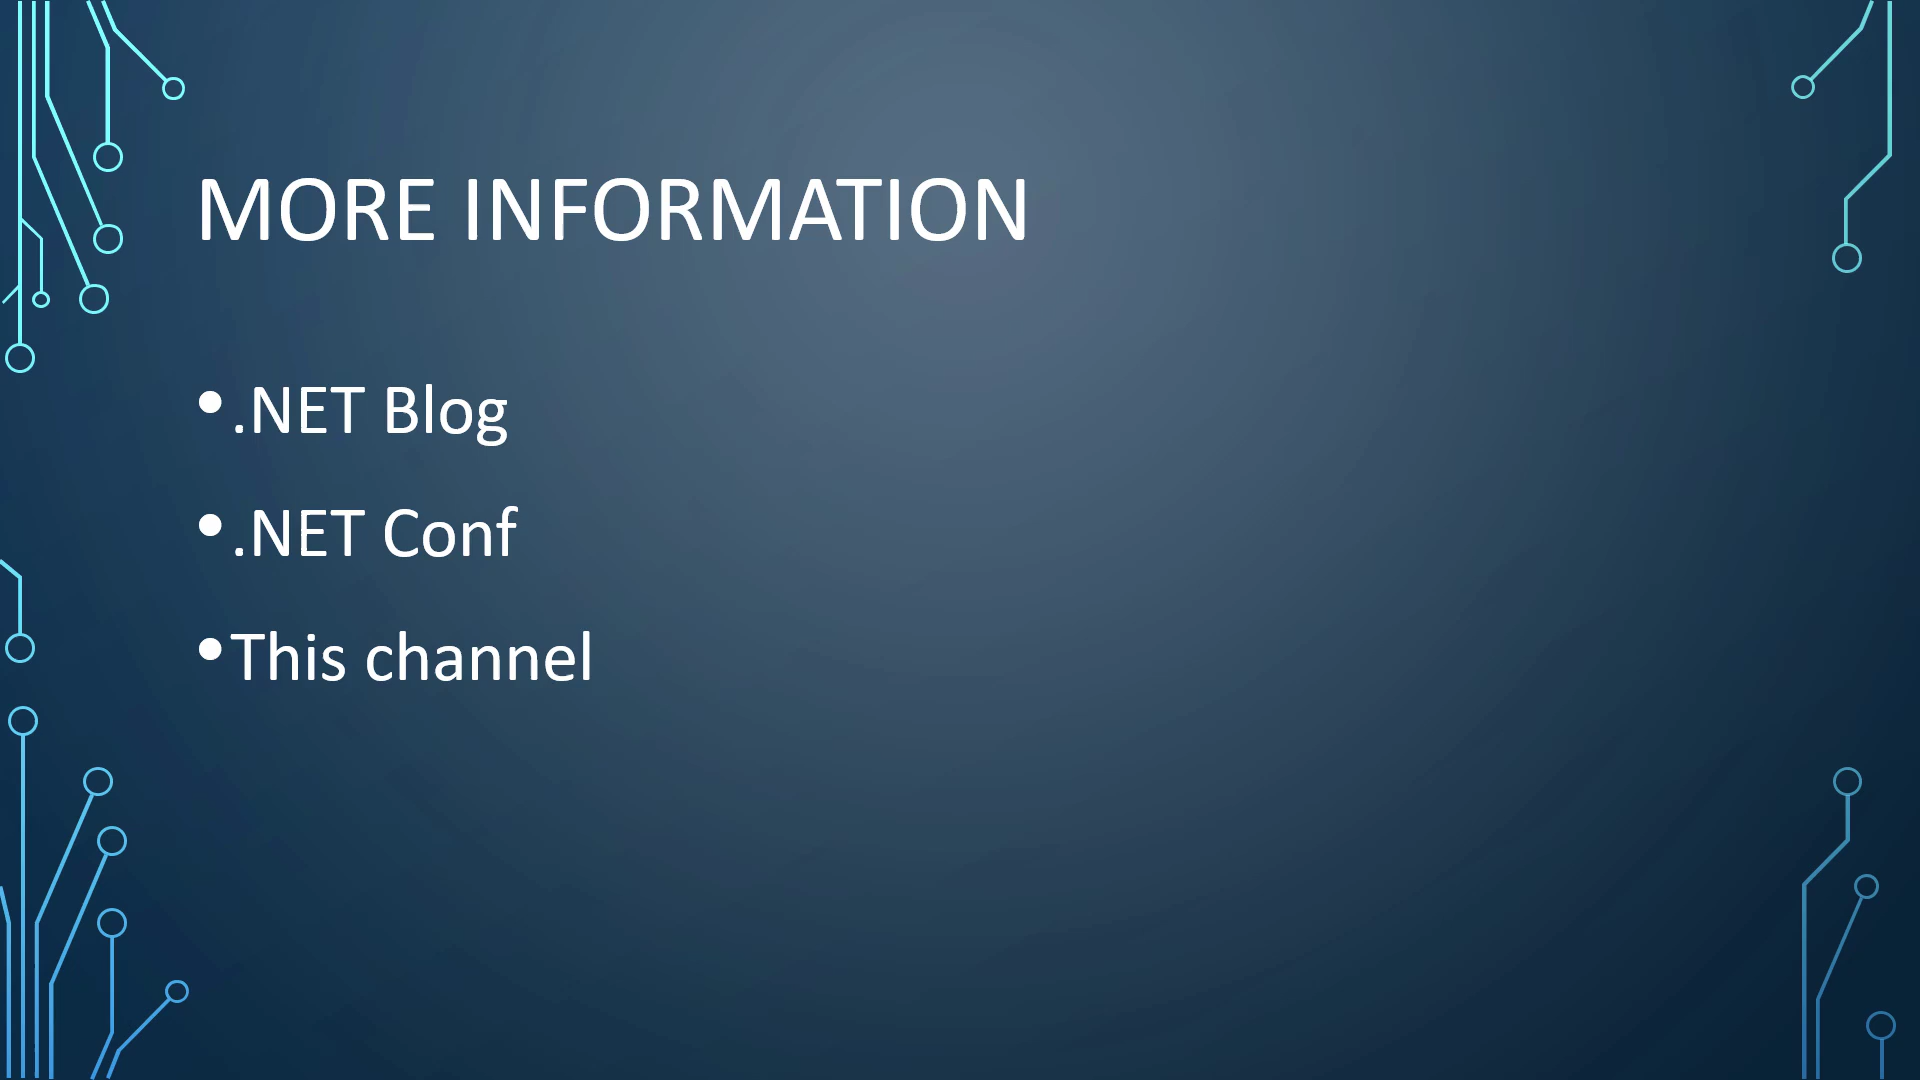 MORE INFORMATION
• .NET Blog
• .NET Conf
• This channel